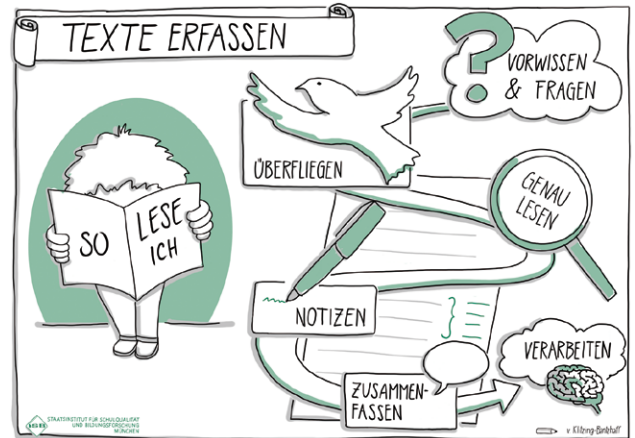 TEXTE ERFASSEN
VORWISSEN
& FRAGEN
ÜBERFLIEGEN
GENAU
LESEN
SO
LESE
ICH
NOTIZEN
VERARBEITEN
ZUSAMMEN-
FASSEN
STAATSINSTITUT FÜR SCHULQUALITÄT
UND BILDUNGSFORSCHUNG
MÜNCHEN
ISB